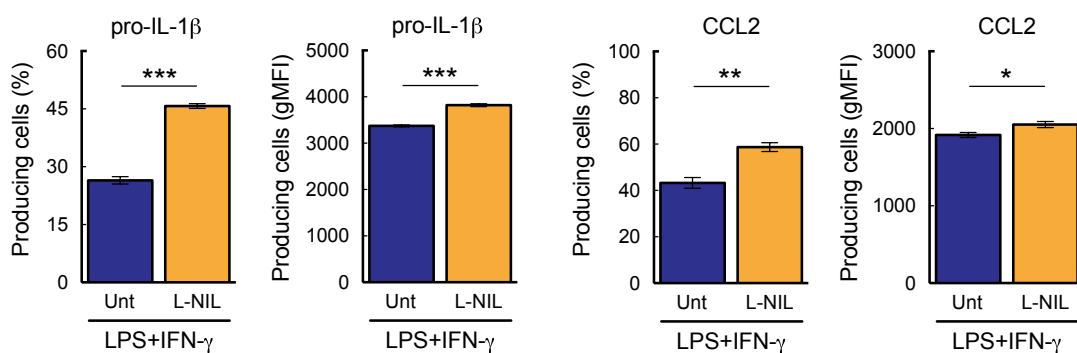 pro-IL-1β
Producing cells (%)
60
45
30
15
0
***
Unt L-NIL
LPS+IFN-γ
pro-IL-1β
Producing cells (gMFI)
5000
4000
3000
2000
1000
0
***
Unt L-NIL
LPS+IFN-γ
CCL2
Producing cells (%)
100
80
60
40
20
0
**
Unt L-NIL
LPS+IFN-γ
CCL2
Producing cells (gMFI)
3000
2000
1000
0
*
Unt L-NIL
LPS+IFN-γ